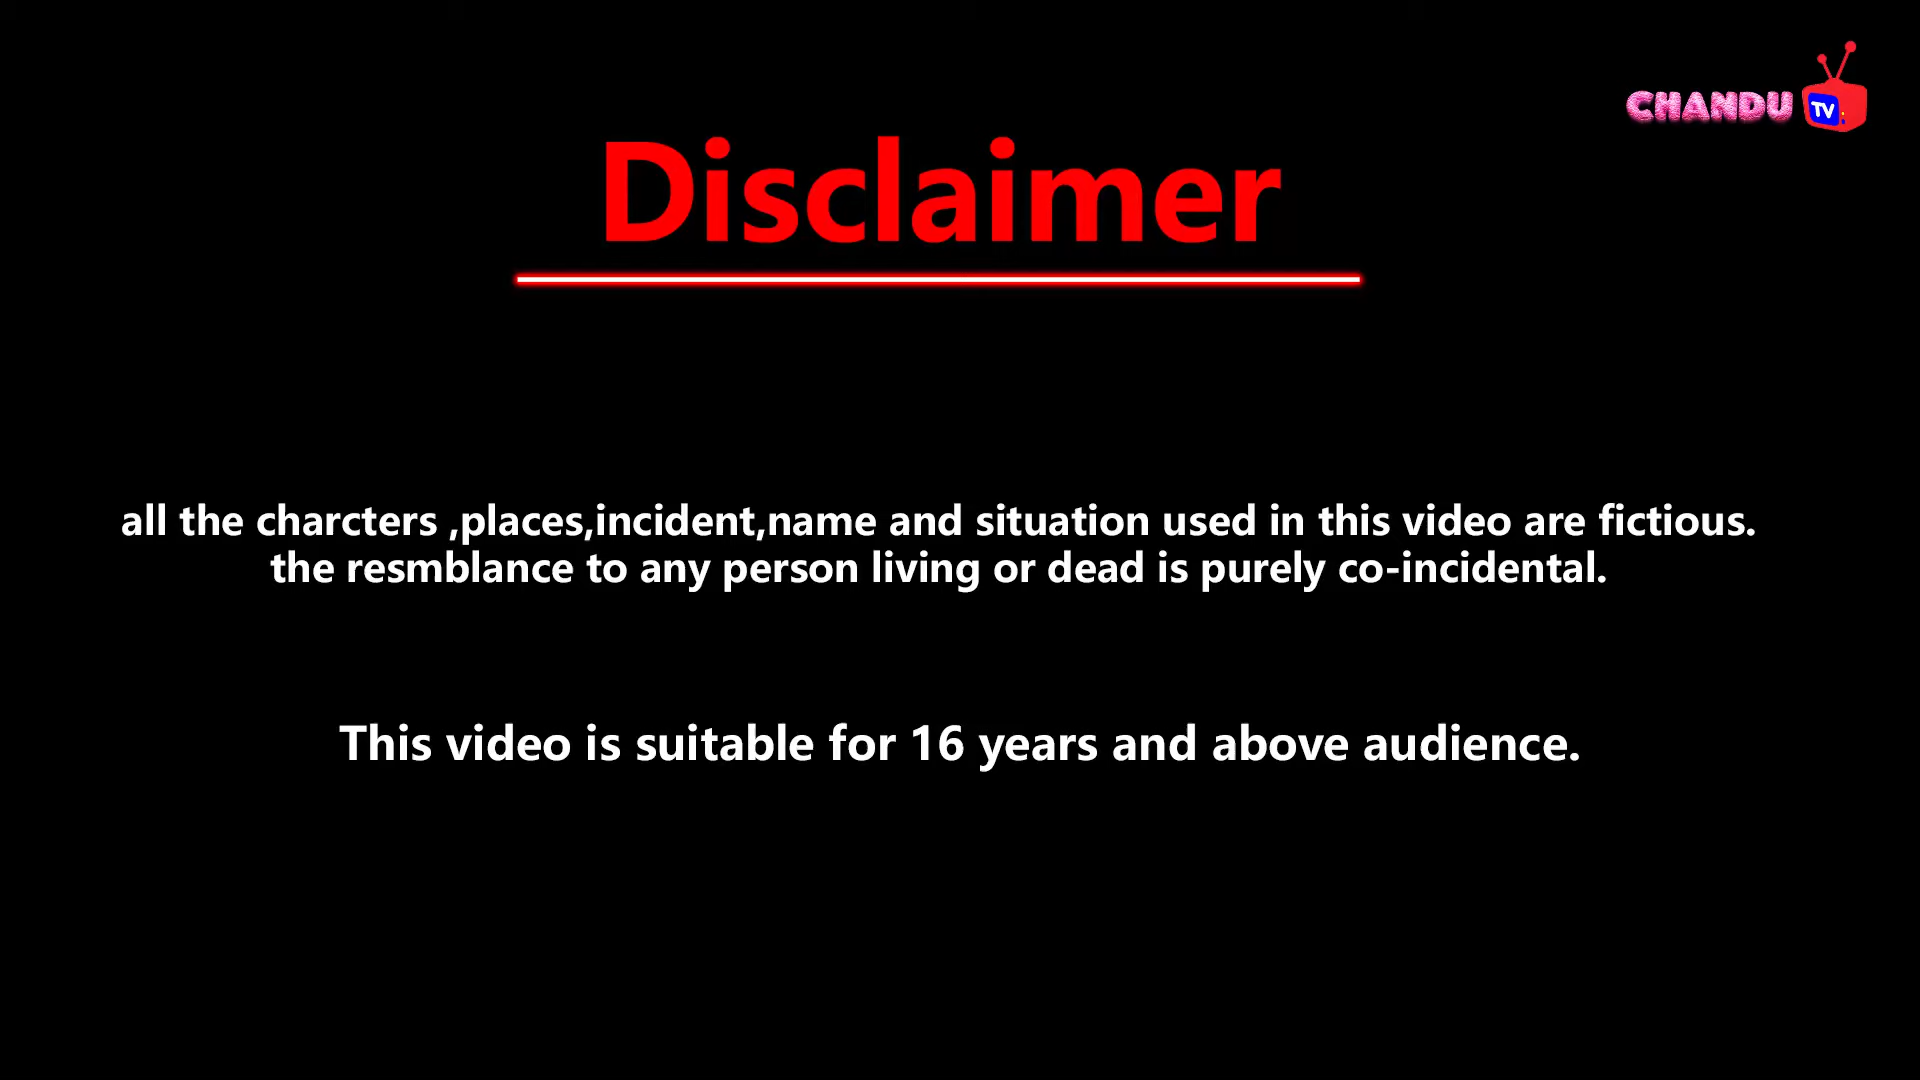 CHANDU TV
Disclaimer
all the charcters ,places,incident,name and situation used in this video are fictious.
the resmblance to any person living or dead is purely co-incidental.
This video is suitable for 16 years and above audience.